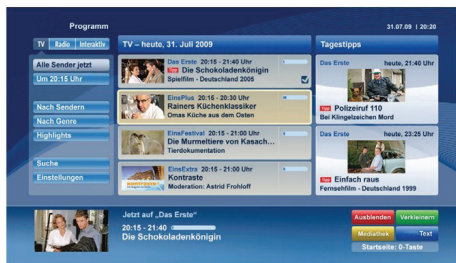 Programm
31.07.09 | 20:20
TV Radio Interaktiv
Alle Sender jetzt
Um 20:15 Uhr
Nach Sendern
Nach Genre
Highlights
Suche
Einstellungen
TV – heute, 31. Juli 2009
Das Erste 20:15 - 21:40 Uhr
Tipp Die Schokoladenkönigin
Spielfilm - Deutschland 2005
EinsPlus 20:15 - 20:30 Uhr
Rainers Küchenklassiker
Omas Küche aus dem Osten
EinsFestival 20:15 - 21:00 Uhr
Die Murmeltiere von Kasach...
Tierdokumentation
EinsExtra 20:15 - 21:00 Uhr
Kontraste
Moderation: Astrid Frohloff
Tagestipps
Das Erste heute, 21:40 Uhr
Tipp Polizeiruf 110
Bei Klingelzeichen Mord
Das Erste heute, 23:25 Uhr
Tipp Einfach raus
Fernsehfilm - Deutschland 1999
Jetzt auf „Das Erste“
20:15 - 21:40
Die Schokoladenkönigin
Ausblenden Verkleinern
Mediathek Text
Startseite: 0-Taste